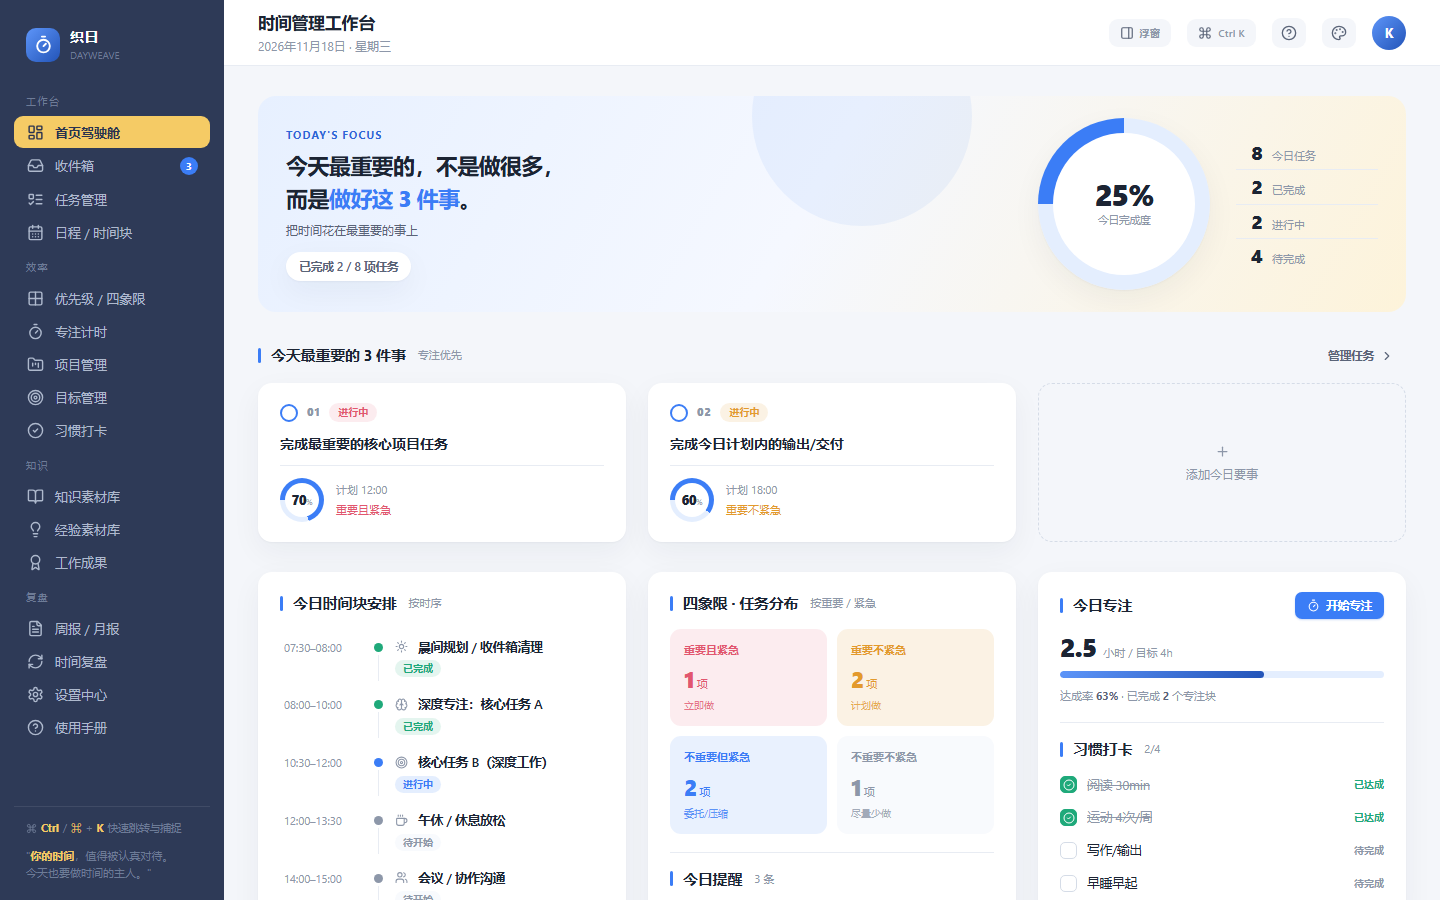 织日
DAYWEAVE
工作台
首页驾驶舱
收件箱
3
任务管理
日程 / 时间块
效率
优先级 / 四象限
专注计时
项目管理
目标管理
习惯打卡
知识
知识素材库
经验素材库
工作成果
复盘
周报 / 月报
时间复盘
设置中心
使用手册
⌘ Ctrl / ⌘ + K 快速跳转与捕捉
"你的时间，值得被认真对待。
今天也要做时间的主人。"
时间管理工作台
2026年11月18日 · 星期三
浮窗
⌘ Ctrl K
K
TODAY'S FOCUS
今天最重要的，不是做很多，
而是做好这 3 件事。
把时间花在最重要的事上
已完成 2 / 8 项任务
25%
今日完成度
8 今日任务
2 已完成
2 进行中
4 待完成
今天最重要的 3 件事 专注优先
管理任务
01 进行中
完成最重要的核心项目任务
70%
计划 12:00
重要且紧急
02 进行中
完成今日计划内的输出/交付
60%
计划 18:00
重要不紧急
+
添加今日要事
今日时间块安排 按时序
07:30–08:00 晨间规划 / 收件箱清理
已完成
08:00–10:00 深度专注：核心任务 A
已完成
10:30–12:00 核心任务 B（深度工作）
进行中
12:00–13:30 午休 / 休息放松
待开始
14:00–15:00 会议 / 协作沟通
待开始
四象限 · 任务分布 按重要 / 紧急
重要且紧急
1 项
立即做
重要不紧急
2 项
计划做
不重要但紧急
2 项
委托/压缩
不重要不紧急
1 项
尽量少做
今日提醒 3 条
今日专注
开始专注
2.5 小时 / 目标 4h
达成率 63% · 已完成 2 个专注块
习惯打卡 2/4
阅读 30min 已达成
运动 4次/周 已达成
写作/输出 待完成
早睡早起 待完成